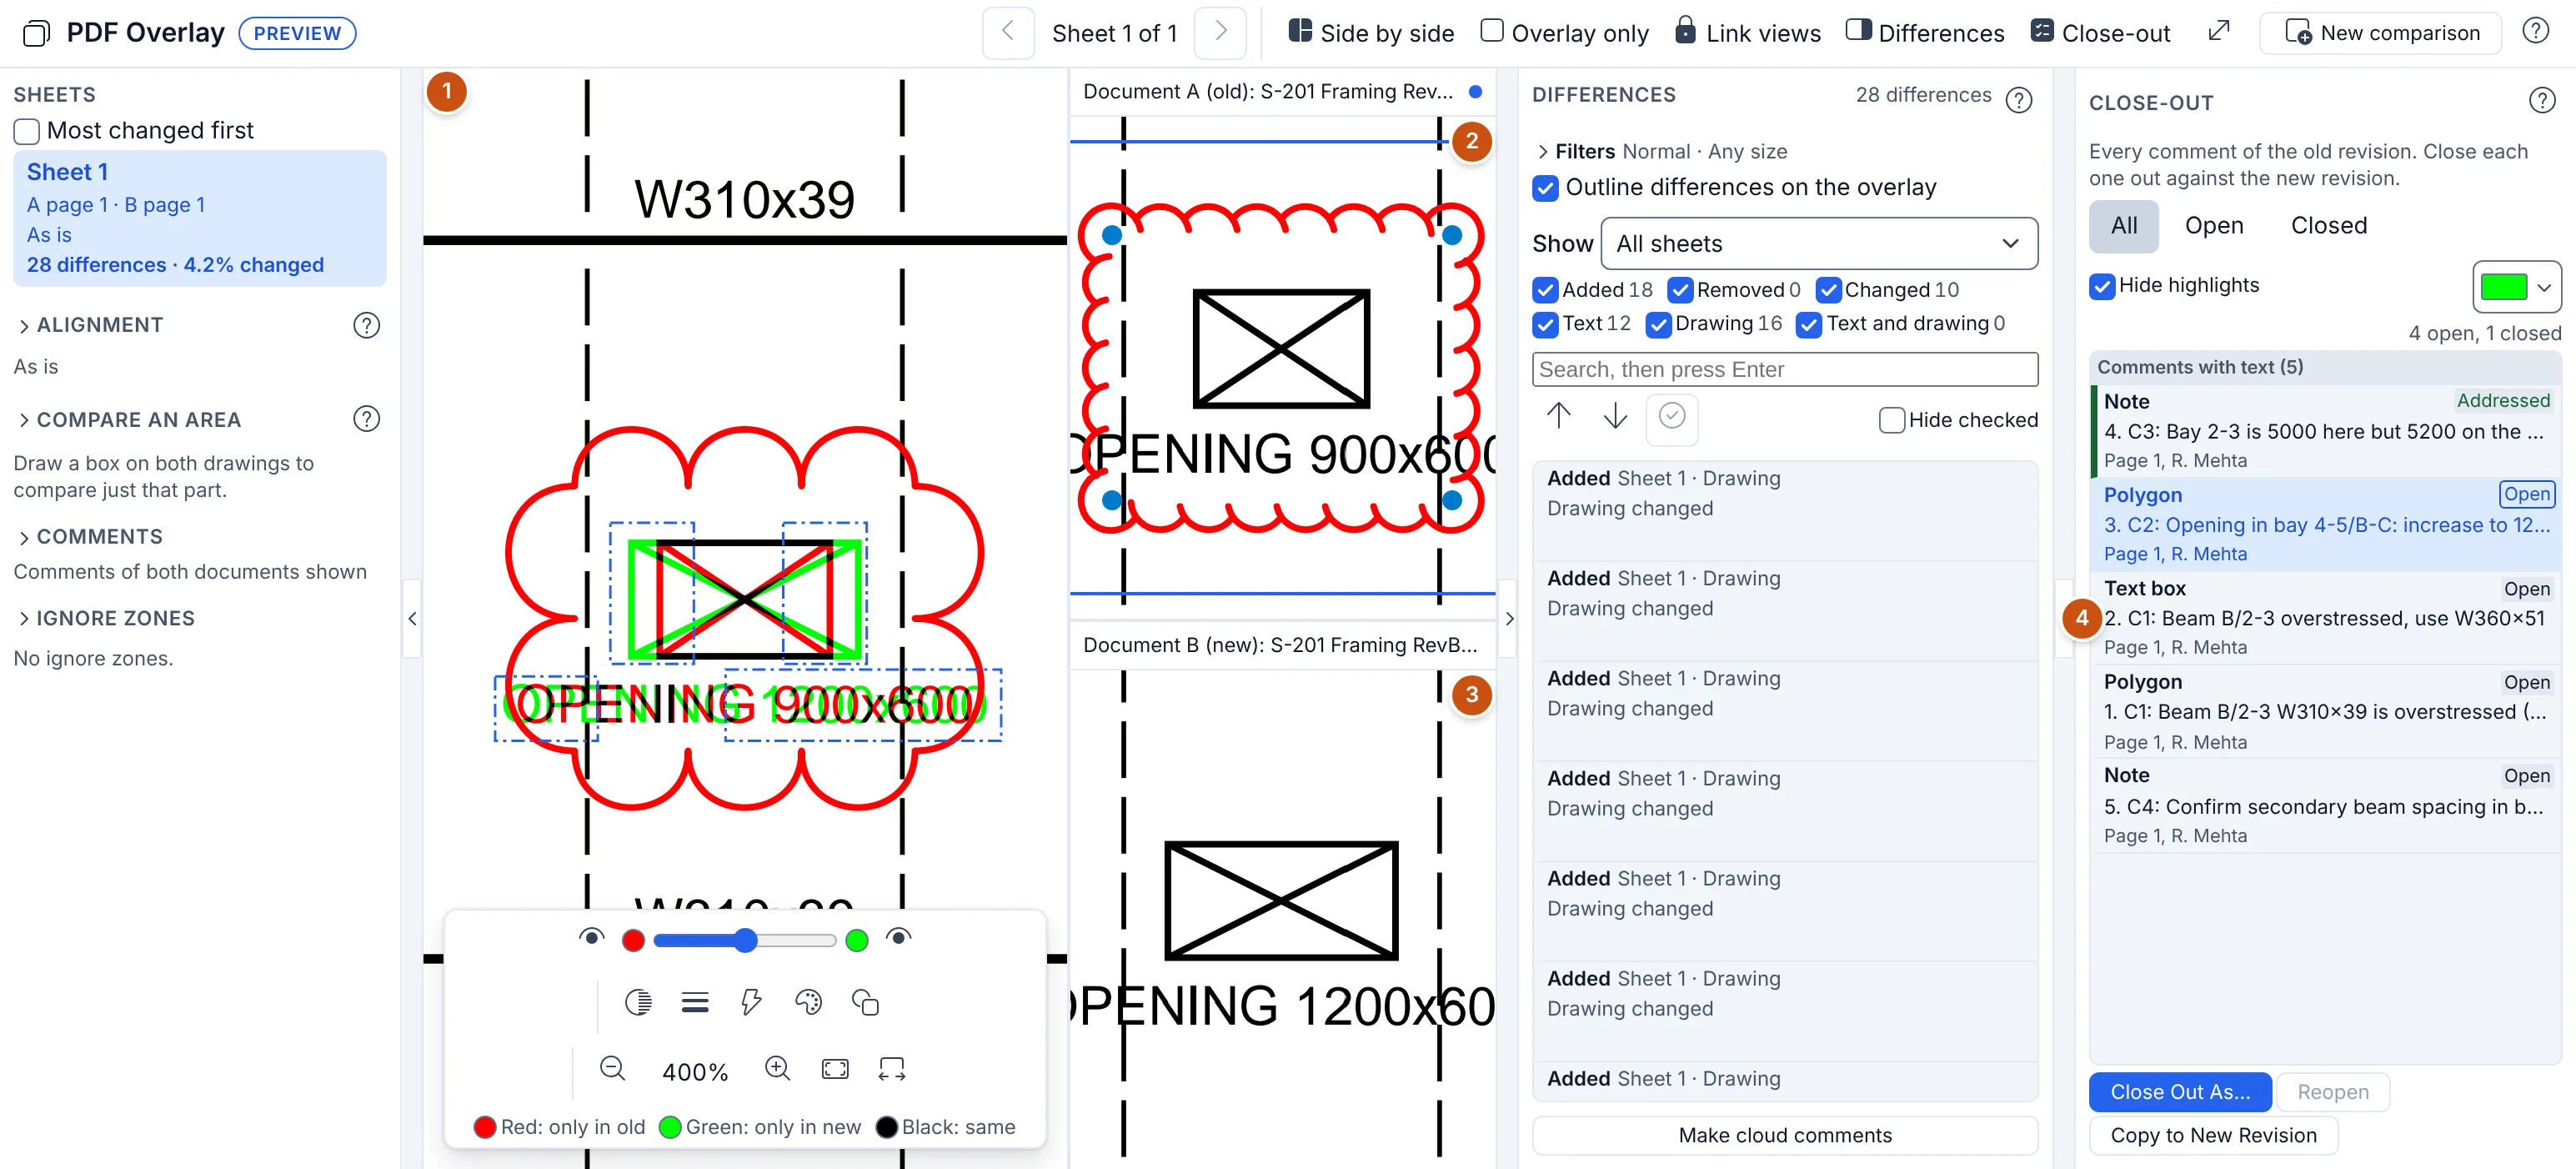 PDF Overlay PREVIEW
Sheet 1 of 1
Side by side
Overlay only
Link views
Differences
Close-out
New comparison
SHEETS
Most changed first
Sheet 1
A page 1 · B page 1
As is
28 differences · 4.2% changed
ALIGNMENT
As is
COMPARE AN AREA
Draw a box on both drawings to
compare just that part.
COMMENTS
Comments of both documents shown
IGNORE ZONES
No ignore zones.
1
W310x39
400%
Red: only in old Green: only in new Black: same
Document A (old): S-201 Framing Rev...
2
OPENING 900x600
Document B (new): S-201 Framing RevB...
3
OPENING 1200x60
DIFFERENCES
28 differences
Filters Normal · Any size
Outline differences on the overlay
Show All sheets
Added 18 Removed 0 Changed 10
Text 12 Drawing 16 Text and drawing 0
Search, then press Enter
Hide checked
Added Sheet 1 · Drawing
Drawing changed
Added Sheet 1 · Drawing
Drawing changed
Added Sheet 1 · Drawing
Drawing changed
Added Sheet 1 · Drawing
Drawing changed
Added Sheet 1 · Drawing
Drawing changed
Added Sheet 1 · Drawing
Drawing changed
Added Sheet 1 · Drawing
Make cloud comments
CLOSE-OUT
Every comment of the old revision. Close each
one out against the new revision.
All Open Closed
Hide highlights
4 open, 1 closed
Comments with text (5)
Note Addressed
4. C3: Bay 2-3 is 5000 here but 5200 on the ...
Page 1, R. Mehta
Polygon Open
3. C2: Opening in bay 4-5/B-C: increase to 12...
Page 1, R. Mehta
4
Text box Open
2. C1: Beam B/2-3 overstressed, use W360×51
Page 1, R. Mehta
Polygon Open
1. C1: Beam B/2-3 W310×39 is overstressed (...
Page 1, R. Mehta
Note Open
5. C4: Confirm secondary beam spacing in b...
Page 1, R. Mehta
Close Out As... Reopen
Copy to New Revision